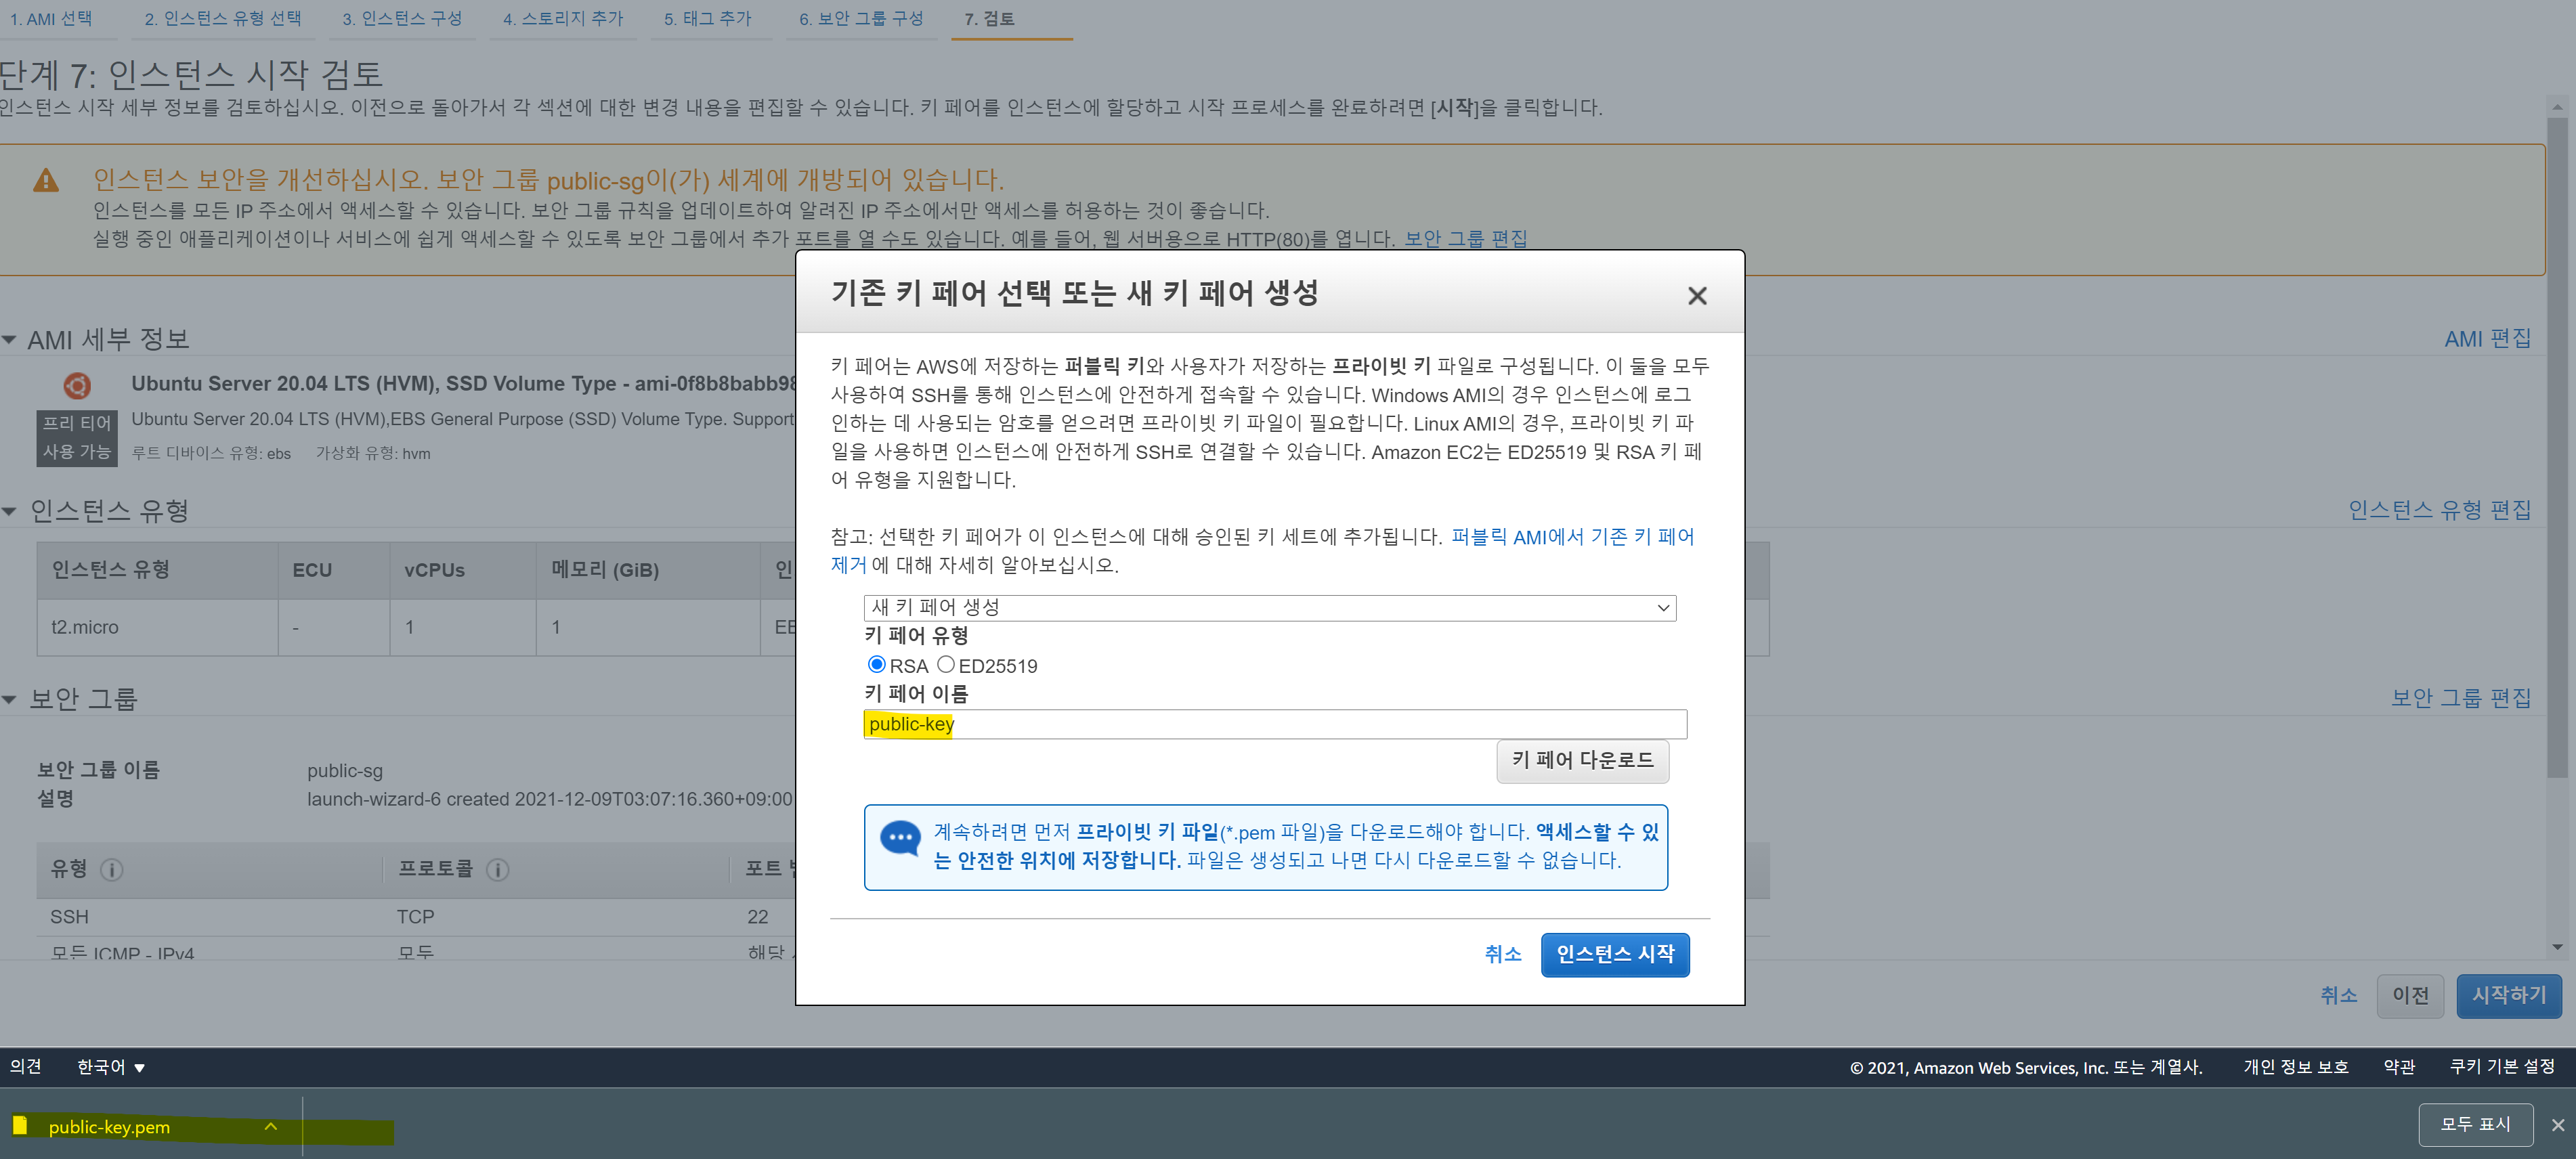 1. AMI 선택
2. 인스턴스 유형 선택
3. 인스턴스 구성
4. 스토리지 추가
5. 태그 추가
6. 보안 그룹 구성
7. 검토
단계 7: 인스턴스 시작 검토
인스턴스 시작 세부 정보를 검토하십시오. 이전으로 돌아가서 각 섹션에 대한 변경 내용을 편집할 수 있습니다. 키 페어를 인스턴스에 할당하고 시작 프로세스를 완료하려면 [시작]을 클릭합니다.
인스턴스 보안을 개선하십시오. 보안 그룹 public-sg이(가) 세계에 개방되어 있습니다.
인스턴스를 모든 IP 주소에서 액세스할 수 있습니다. 보안 그룹 규칙을 업데이트하여 알려진 IP 주소에서만 액세스를 허용하는 것이 좋습니다.
실행 중인 애플리케이션이나 서비스에 쉽게 액세스할 수 있도록 보안 그룹에서 추가 포트를 열 수도 있습니다. 예를 들어, 웹 서버용으로 HTTP(80)를 엽니다. 보안 그룹 편집
AMI 세부 정보
AMI 편집
Ubuntu Server 20.04 LTS (HVM), SSD Volume Type - ami-0f8b8babb98
프리 티어
사용 가능
Ubuntu Server 20.04 LTS (HVM),EBS General Purpose (SSD) Volume Type. Support
루트 디바이스 유형: ebs 가상화 유형: hvm
인스턴스 유형
인스턴스 유형 편집
인스턴스 유형 ECU vCPUs 메모리 (GiB) 인
t2.micro - 1 1 EB
보안 그룹
보안 그룹 편집
보안 그룹 이름 public-sg
설명 launch-wizard-6 created 2021-12-09T03:07:16.360+09:00
유형 프로토콜 포트
SSH TCP 22
모든 ICMP - IPv4 모두 해당
기존 키 페어 선택 또는 새 키 페어 생성
키 페어는 AWS에 저장하는 퍼블릭 키와 사용자가 저장하는 프라이빗 키 파일로 구성됩니다. 이 둘을 모두
사용하여 SSH를 통해 인스턴스에 안전하게 접속할 수 있습니다. Windows AMI의 경우 인스턴스에 로그
인하는 데 사용되는 암호를 얻으려면 프라이빗 키 파일이 필요합니다. Linux AMI의 경우, 프라이빗 키 파
일을 사용하면 인스턴스에 안전하게 SSH로 연결할 수 있습니다. Amazon EC2는 ED25519 및 RSA 키 페
어 유형을 지원합니다.
참고: 선택한 키 페어가 이 인스턴스에 대해 승인된 키 세트에 추가됩니다. 퍼블릭 AMI에서 기존 키 페어
제거 에 대해 자세히 알아보십시오.
새 키 페어 생성
키 페어 유형
RSA ED25519
키 페어 이름
public-key
키 페어 다운로드
계속하려면 먼저 프라이빗 키 파일(*.pem 파일)을 다운로드해야 합니다. 액세스할 수 있
는 안전한 위치에 저장합니다. 파일은 생성되고 나면 다시 다운로드할 수 없습니다.
취소 인스턴스 시작
취소 이전 시작하기
의견 한국어
© 2021, Amazon Web Services, Inc. 또는 계열사. 개인 정보 보호 약관 쿠키 기본 설정
public-key.pem
모두 표시